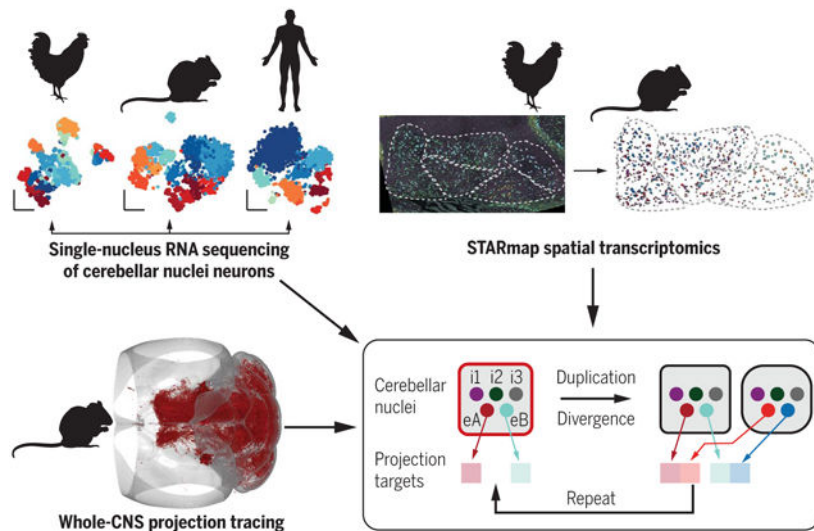 Single-nucleus RNA sequencing
of cerebellar nuclei neurons
STARmap spatial transcriptomics
Whole-CNS projection tracing
Cerebellar
nuclei
i1 i2 i3
eA eB
Duplication
Divergence
Projection
targets
Repeat